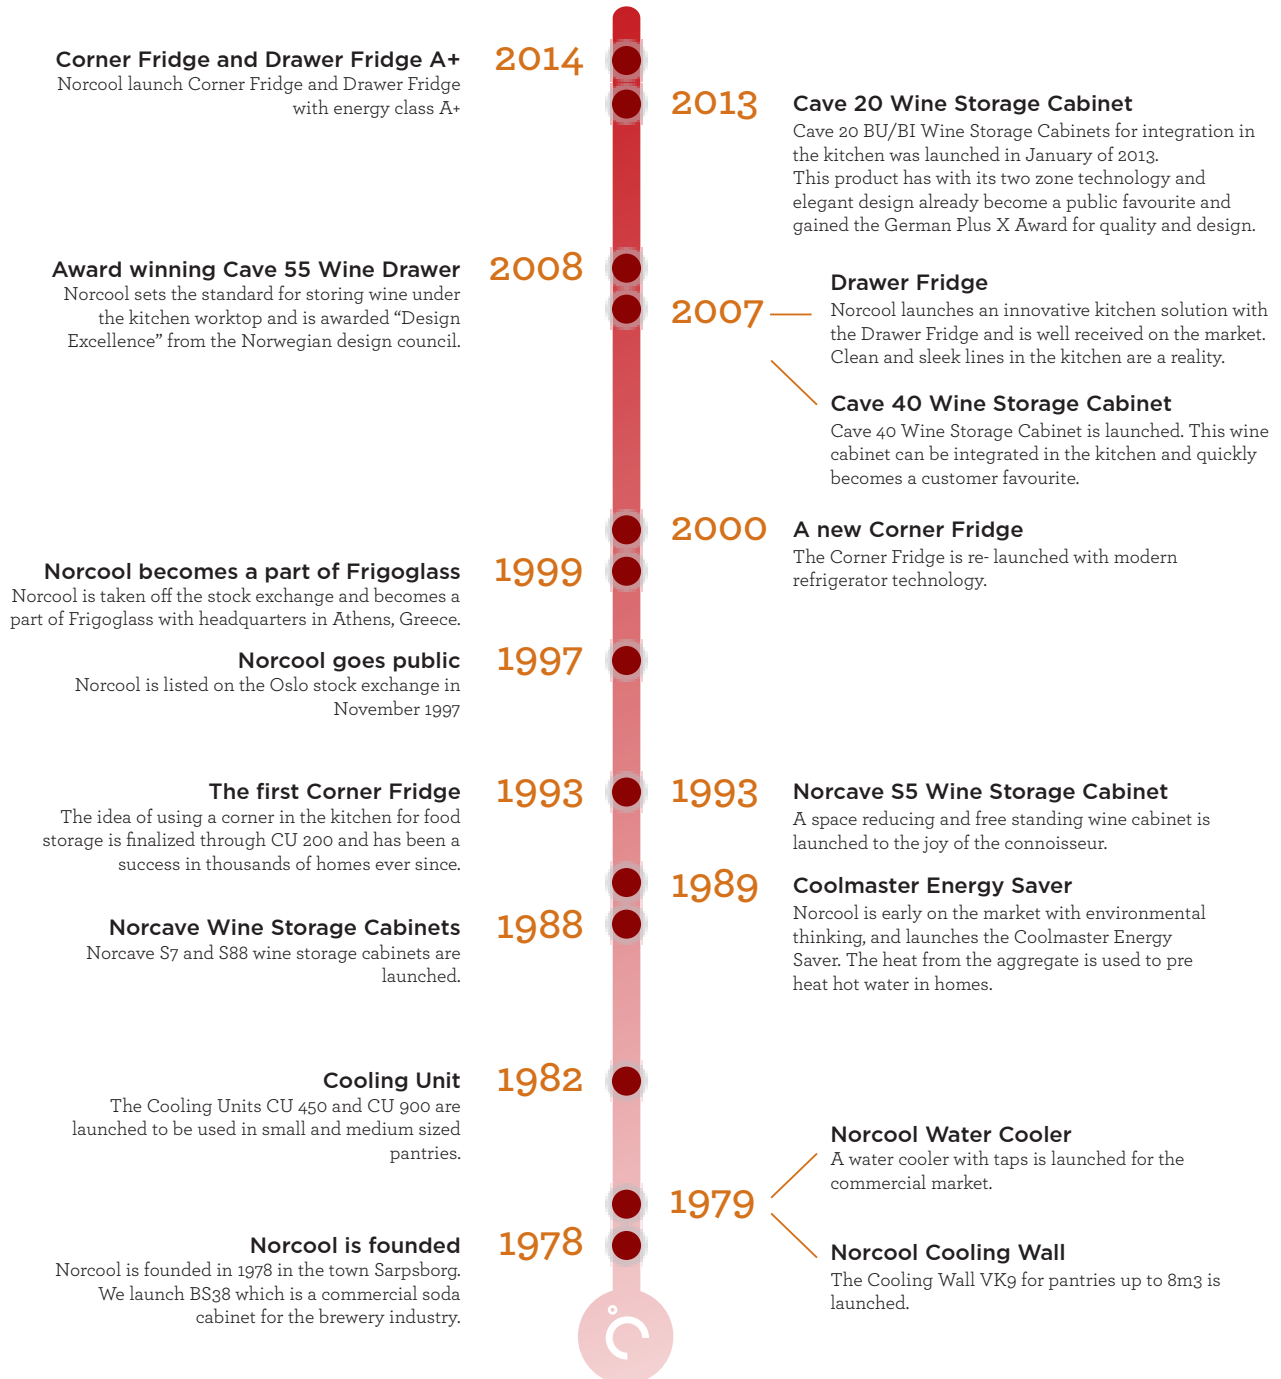 2014
Corner Fridge and Drawer Fridge A+
Norcool launch Corner Fridge and Drawer Fridge
with energy class A+
2013
Cave 20 Wine Storage Cabinet
Cave 20 BU/BI Wine Storage Cabinets for integration in
the kitchen was launched in January of 2013.
This product has with its two zone technology and
elegant design already become a public favourite and
gained the German Plus X Award for quality and design.
2008
Award winning Cave 55 Wine Drawer
Norcool sets the standard for storing wine under
the kitchen worktop and is awarded “Design
Excellence” from the Norwegian design council.
2007
Drawer Fridge
Norcool launches an innovative kitchen solution with
the Drawer Fridge and is well received on the market.
Clean and sleek lines in the kitchen are a reality.
Cave 40 Wine Storage Cabinet
Cave 40 Wine Storage Cabinet is launched. This wine
cabinet can be integrated in the kitchen and quickly
becomes a customer favourite.
2000
A new Corner Fridge
The Corner Fridge is re- launched with modern
refrigerator technology.
1999
Norcool becomes a part of Frigoglass
Norcool is taken off the stock exchange and becomes a
part of Frigoglass with headquarters in Athens, Greece.
1997
Norcool goes public
Norcool is listed on the Oslo stock exchange in
November 1997
1993
The first Corner Fridge
The idea of using a corner in the kitchen for food
storage is finalized through CU 200 and has been a
success in thousands of homes ever since.
1993
Norcave S5 Wine Storage Cabinet
A space reducing and free standing wine cabinet is
launched to the joy of the connoisseur.
1989
Coolmaster Energy Saver
Norcool is early on the market with environmental
thinking, and launches the Coolmaster Energy
Saver. The heat from the aggregate is used to pre
heat hot water in homes.
1988
Norcave Wine Storage Cabinets
Norcave S7 and S88 wine storage cabinets are
launched.
1982
Cooling Unit
The Cooling Units CU 450 and CU 900 are
launched to be used in small and medium sized
pantries.
1979
Norcool Water Cooler
A water cooler with taps is launched for the
commercial market.
Norcool Cooling Wall
The Cooling Wall VK9 for pantries up to 8m3 is
launched.
1978
Norcool is founded
Norcool is founded in 1978 in the town Sarpsborg.
We launch BS38 which is a commercial soda
cabinet for the brewery industry.